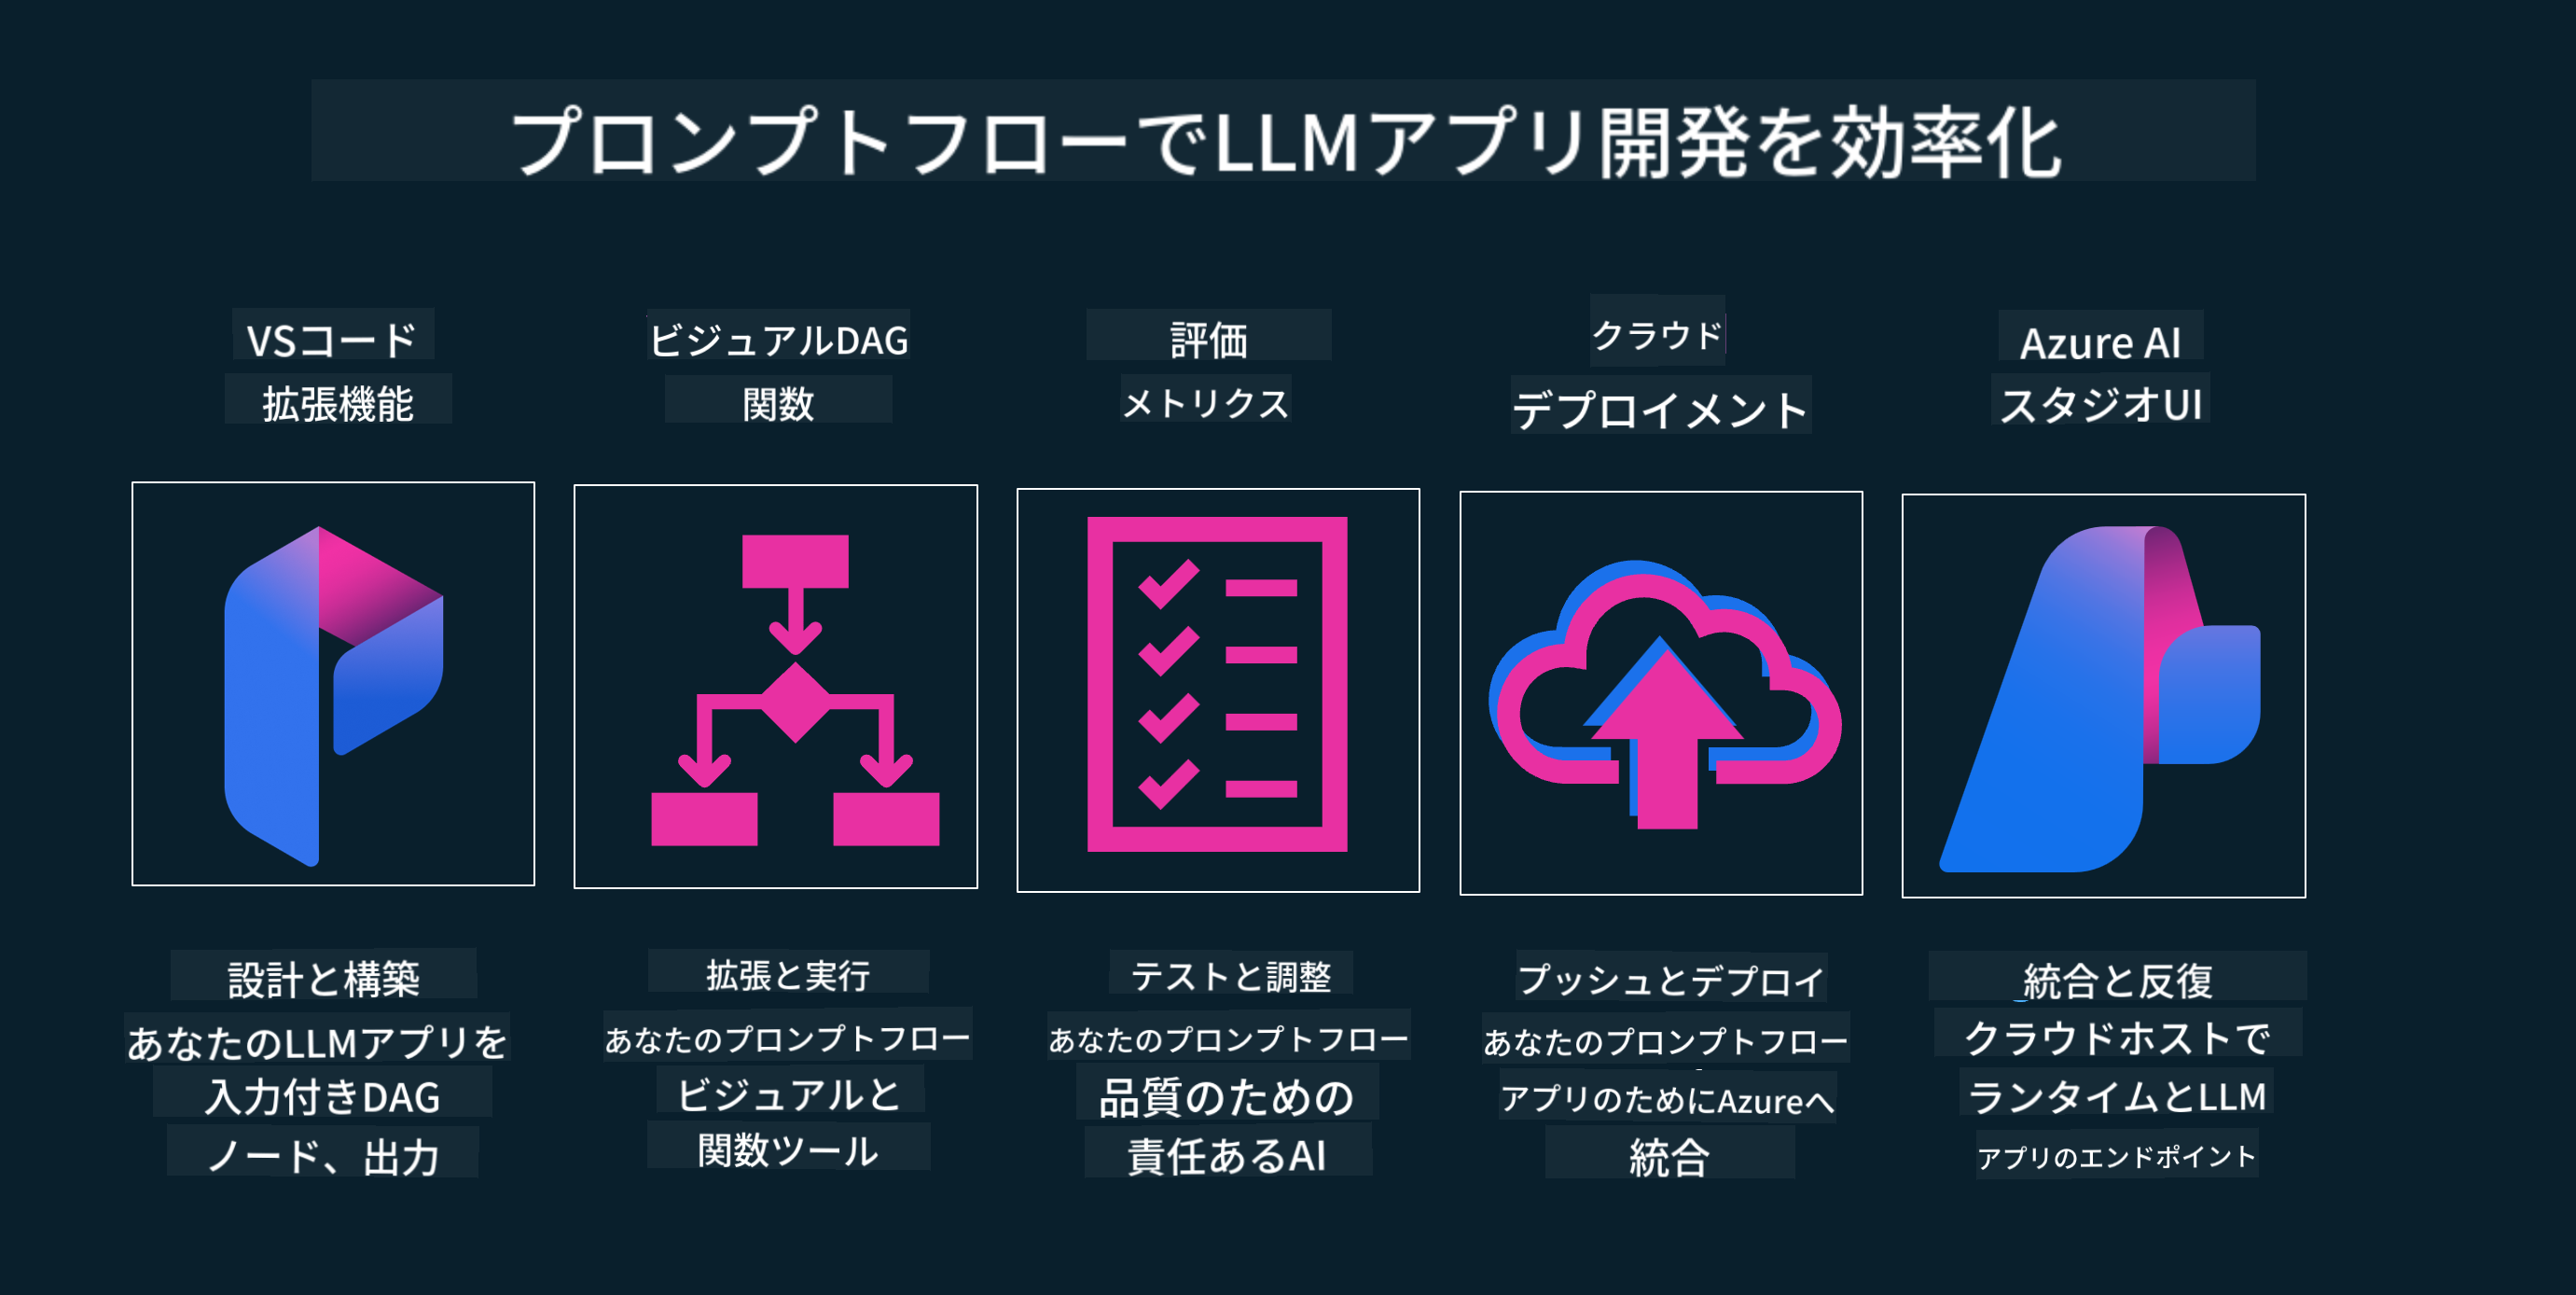 プロンプトフローでLLMアプリ開発を効率化
VSコード
拡張機能
ビジュアルDAG
関数
評価
メトリクス
クラウド
デプロイメント
Azure AI
スタジオUI
設計と構築
あなたのLLMアプリを
入力付きDAG
ノード、出力
拡張と実行
あなたのプロンプトフロー
ビジュアルと
関数ツール
テストと調整
あなたのプロンプトフロー
品質のための
責任あるAI
プッシュとデプロイ
あなたのプロンプトフロー
アプリのためにAzureへ
統合
統合と反復
クラウドホストで
ランタイムとLLM
アプリのエンドポイント